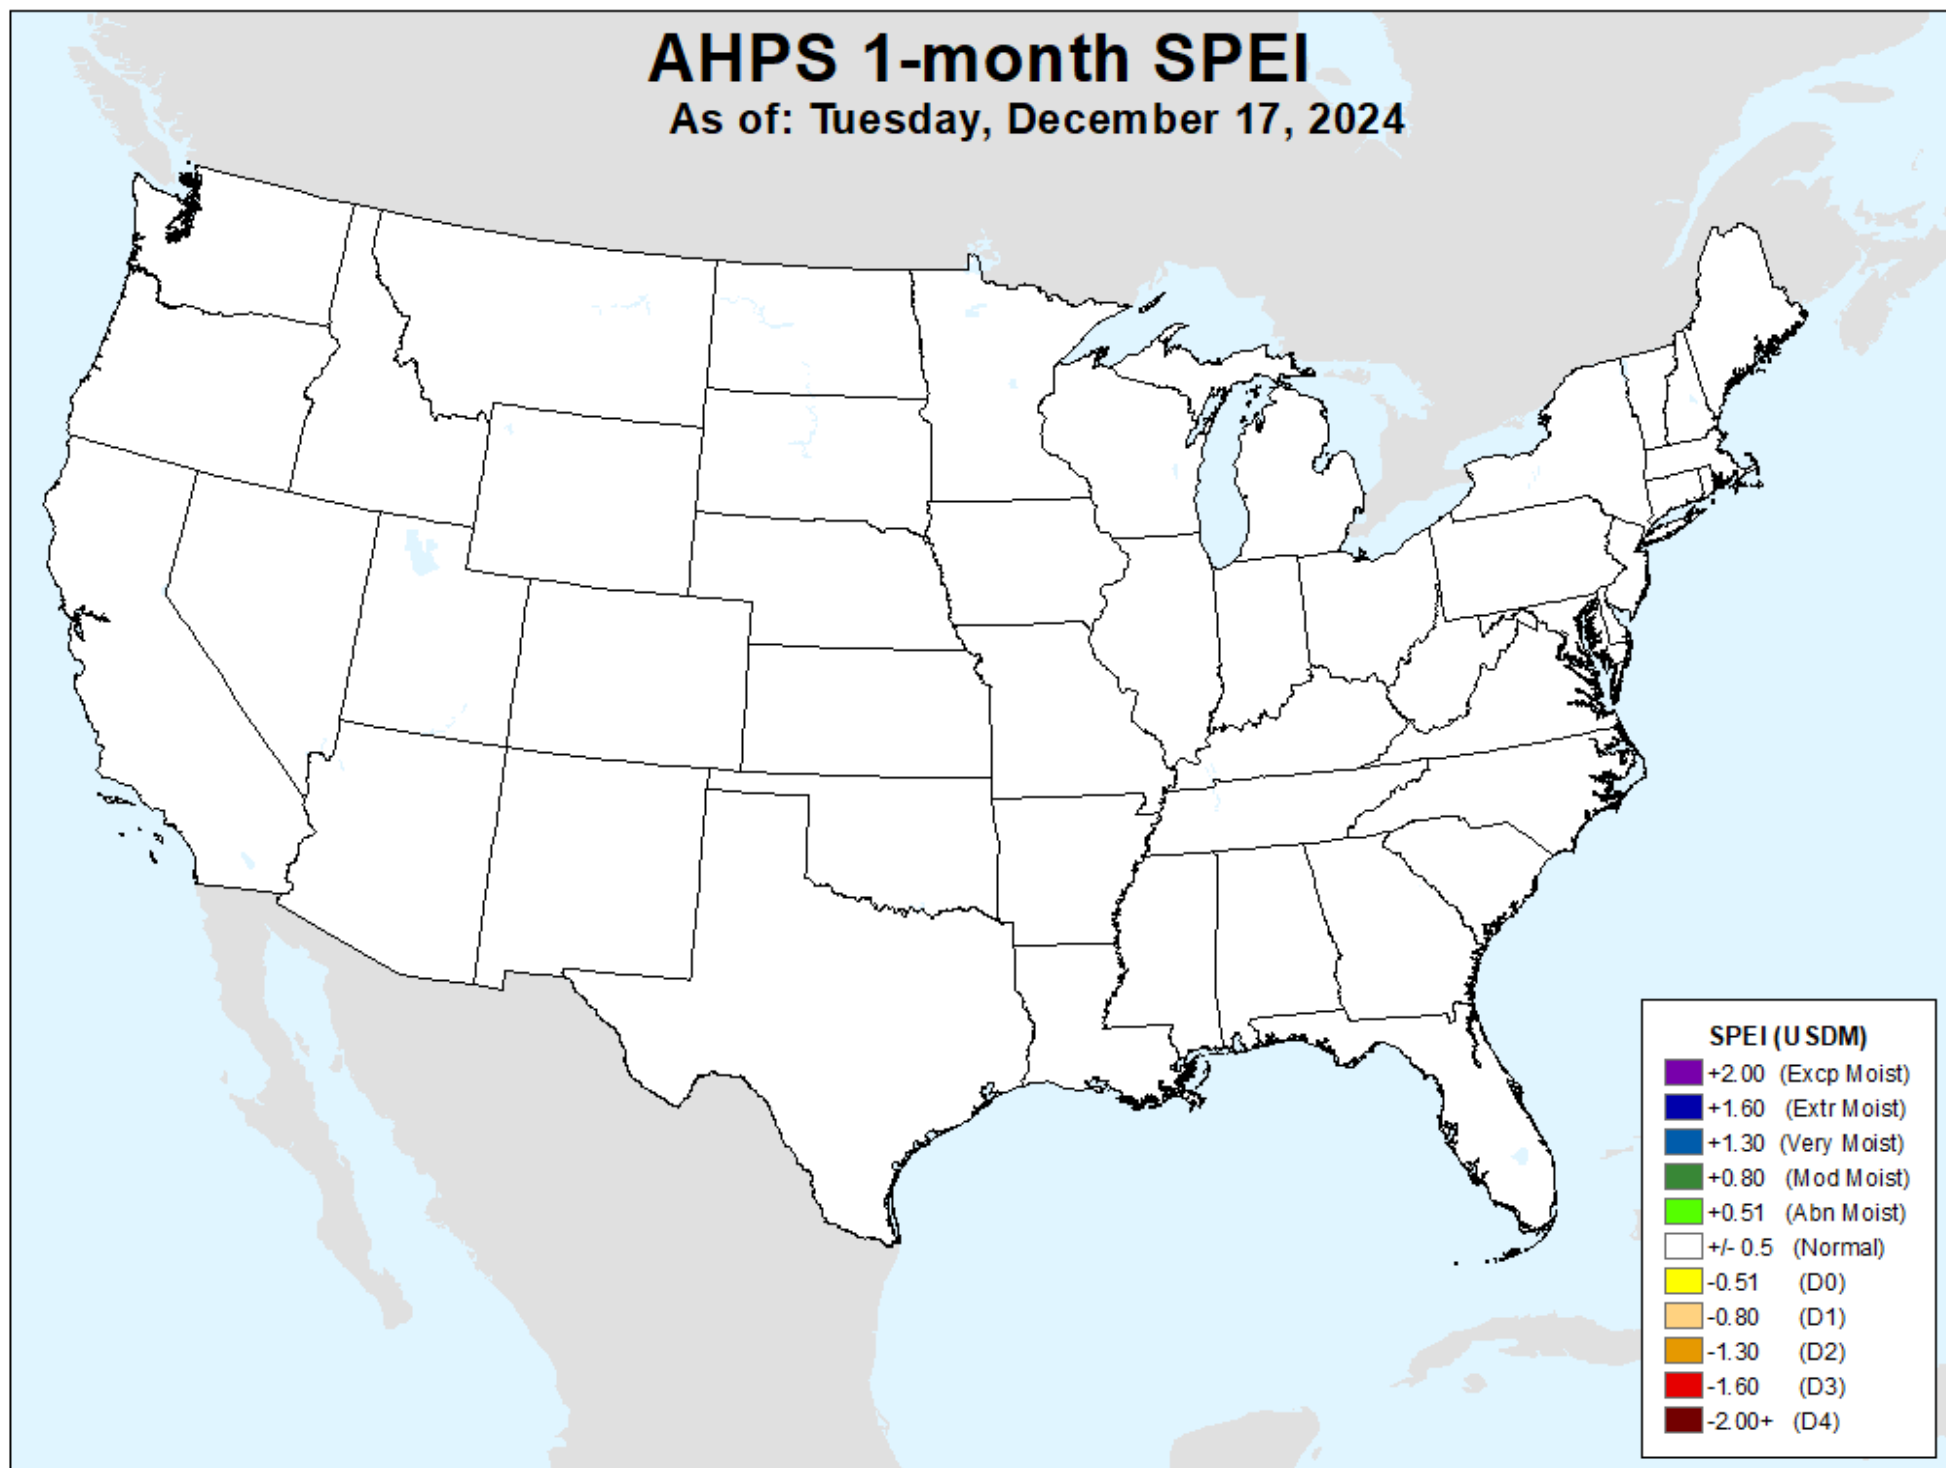 AHPS 1-month SPEI
As of: Tuesday, December 17, 2024
SPEI (USDM)
+2.00 (Excp Moist)
+1.60 (Extr Moist)
+1.30 (Very Moist)
+0.80 (Mod Moist)
+0.51 (Abn Moist)
+/- 0.5 (Normal)
-0.51 (D0)
-0.80 (D1)
-1.30 (D2)
-1.60 (D3)
-2.00+ (D4)